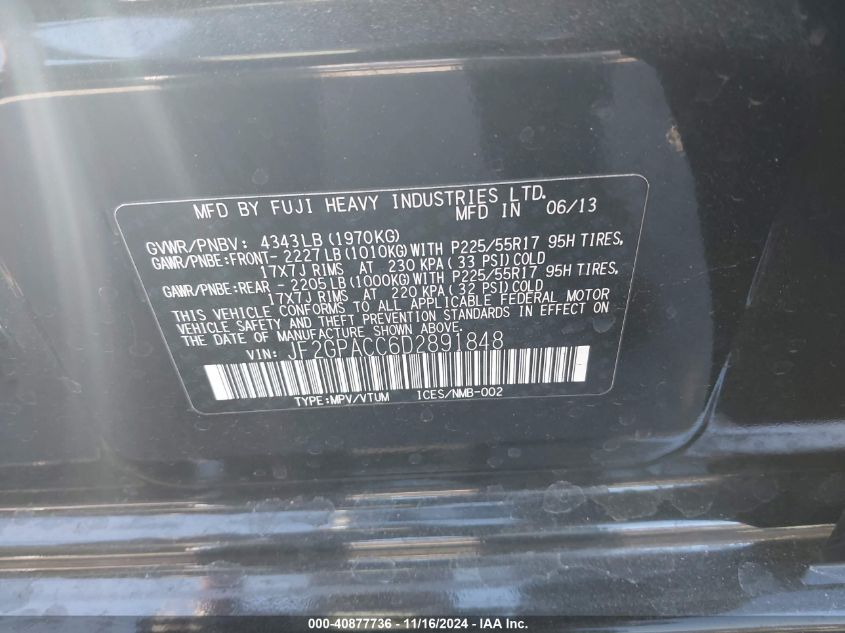 MFD BY FUJI HEAVY INDUSTRIES LTD.
MFD IN 06/13
GVWR/PNBV: 4343LB (1970KG)
GAWR/PNBE:FRONT- 2227LB (1010KG) WITH P225/55R17 95H TIRES,
17X7J RIMS AT 230 KPA (33 PSI) COLD
GAWR/PNBE:REAR - 2205LB (1000KG) WITH P225/55R17 95H TIRES,
17X7J RIMS AT 220 KPA (32 PSI) COLD
THIS VEHICLE CONFORMS TO ALL APPLICABLE FEDERAL MOTOR
VEHICLE SAFETY AND THEFT PREVENTION STANDARDS IN EFFECT ON
THE DATE OF MANUFACTURE SHOWN ABOVE.
VIN: JF2GPACC6D2891848
TYPE:MPV/VTUM ICES/NMB-002
000-40877736 - 11/16/2024 - IAAI, Inc.